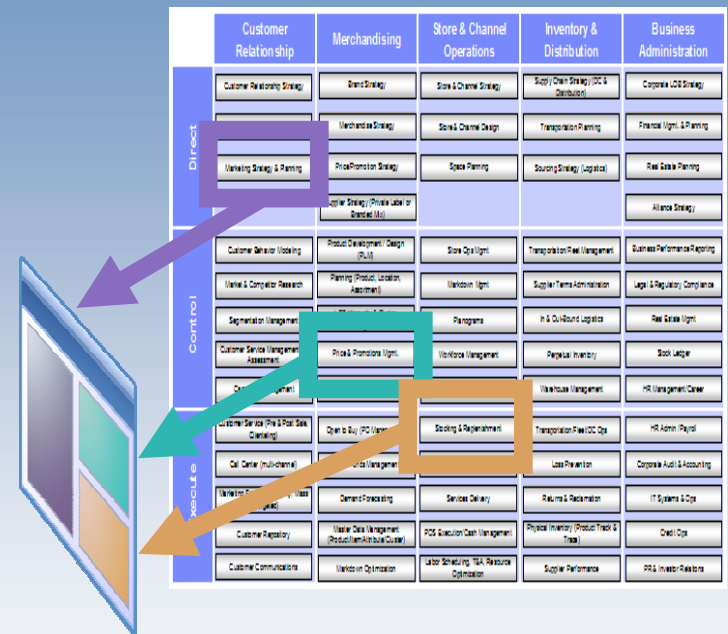 Customer
Relationship
Merchandising
Store & Channel
Operations
Inventory &
Distribution
Business
Administration
Direct
Customer Relationship Strategy
Brand Strategy
Store & Channel Strategy
Supply Chain Strategy (DC &
Distribution)
Corporate LOB Strategy
Merchandise Strategy
Store & Channel Design
Transportation Planning
Financial Mgmt. & Planning
Marketing Strategy & Planning
Price/Promotion Strategy
Space Planning
Sourcing Strategy (Logistics)
Real Estate Planning
Strategy (Private Label or
Branded Mix)
Alliance Strategy
Control
Customer Behavior Modeling
Product Development / Design
(PLM)
Store Ops Mgmt
Transportation/Fleet Management
Business Performance Reporting
Market & Competitor Research
Planning (Product, Location,
Assortment)
Markdown Mgmt
Supplier Terms Administration
Legal & Regulatory Compliance
Segmentation Management
Planograms
In & Out-Bound Logistics
Real Estate Mgmt
Customer Service Management
Assessment
Price & Promotions Mgmt.
Workforce Management
Perpetual Inventory
Stock Ledger
Warehouse Management
HR Management/Career
Execute
Customer Service (Pre & Post Sale,
Clienteling)
Open to Buy (PO
Stocking & Replenishment
Transportation Fleet/DC Ops
HR Admin /Payroll
Call Center (multi-channel)
Management
Loss Prevention
Corporate Audit & Accounting
Marketing
Mass
Demand Forecasting
Services Delivery
Returns & Reclamation
IT Systems & Ops
Customer Repository
Master Data Management
(Product/Item/Attribute/Cluster)
POS Execution/Cash Management
Physical Inventory (Product Track &
Trace)
Credit Ops
Customer Communications
Markdown Optimization
Labor Scheduling, T&A, Resource
Optimization
Supplier Performance
PR & Investor Relations